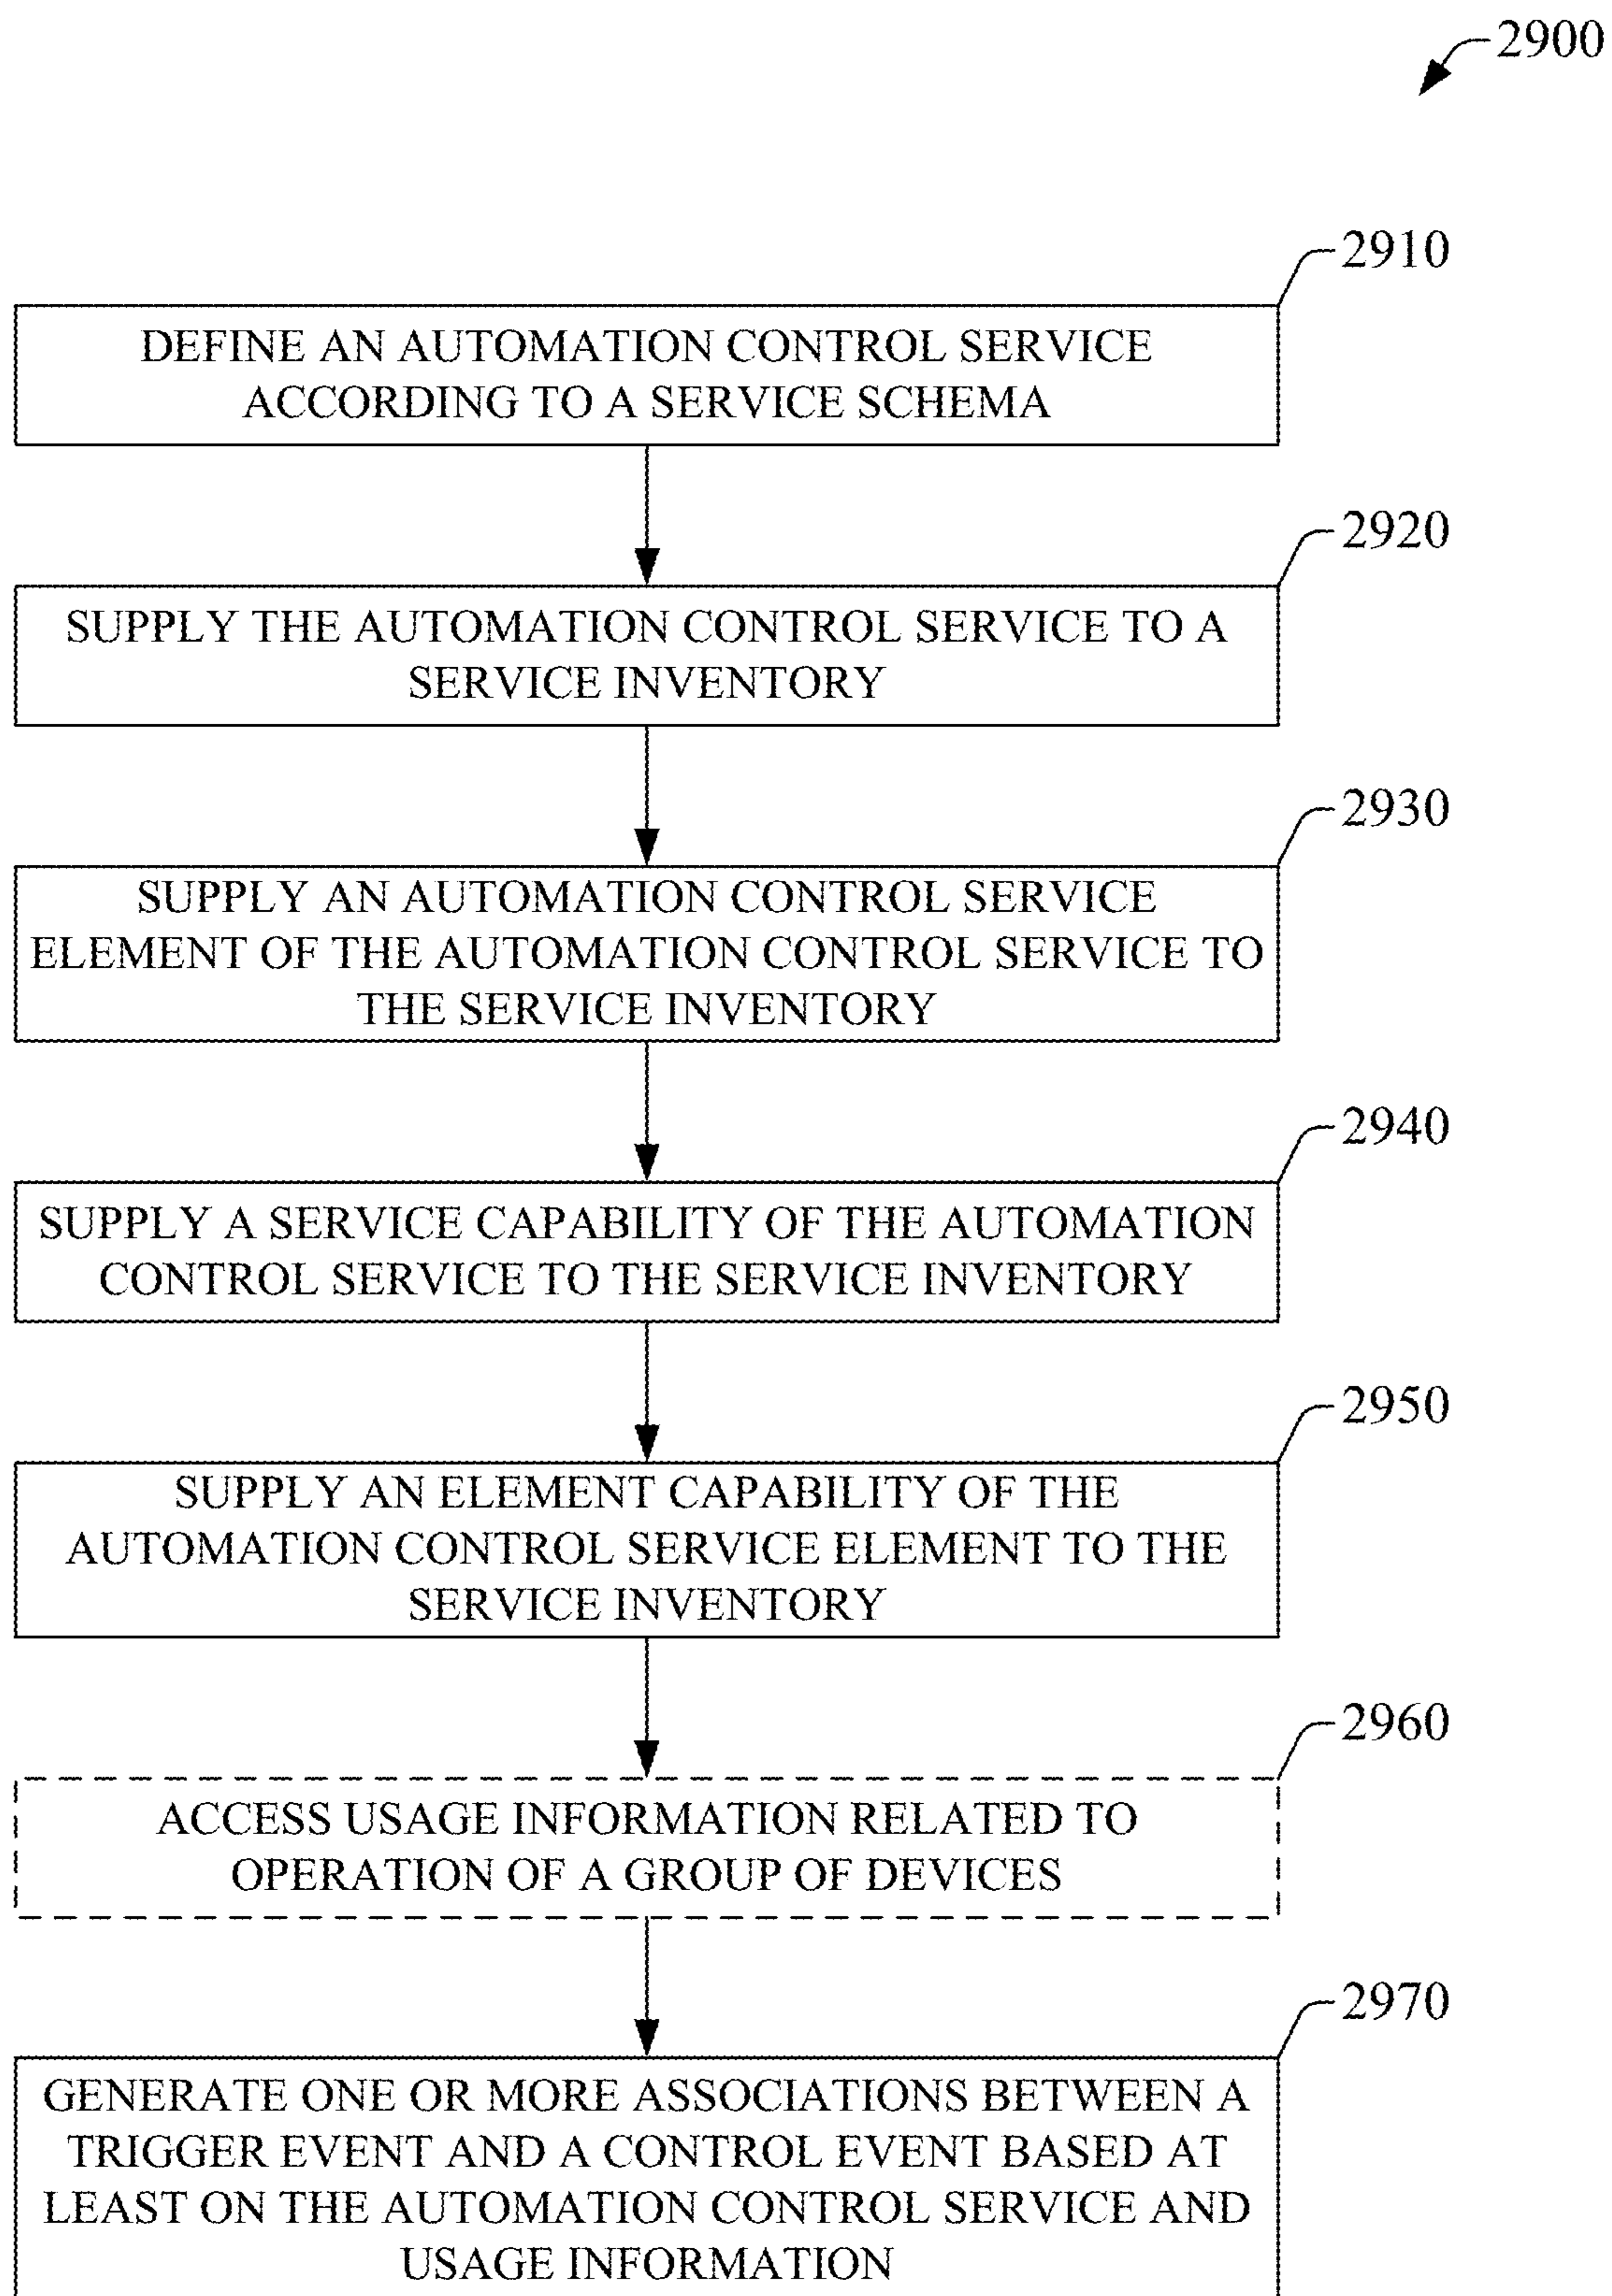 2900
2910
DEFINE AN AUTOMATION CONTROL SERVICE
ACCORDING TO A SERVICE SCHEMA
2920
SUPPLY THE AUTOMATION CONTROL SERVICE TO A
SERVICE INVENTORY
2930
SUPPLY AN AUTOMATION CONTROL SERVICE
ELEMENT OF THE AUTOMATION CONTROL SERVICE TO
THE SERVICE INVENTORY
2940
SUPPLY A SERVICE CAPABILITY OF THE AUTOMATION
CONTROL SERVICE TO THE SERVICE INVENTORY
2950
SUPPLY AN ELEMENT CAPABILITY OF THE
AUTOMATION CONTROL SERVICE ELEMENT TO THE
SERVICE INVENTORY
2960
ACCESS USAGE INFORMATION RELATED TO
OPERATION OF A GROUP OF DEVICES
2970
GENERATE ONE OR MORE ASSOCIATIONS BETWEEN A
TRIGGER EVENT AND A CONTROL EVENT BASED AT
LEAST ON THE AUTOMATION CONTROL SERVICE AND
USAGE INFORMATION